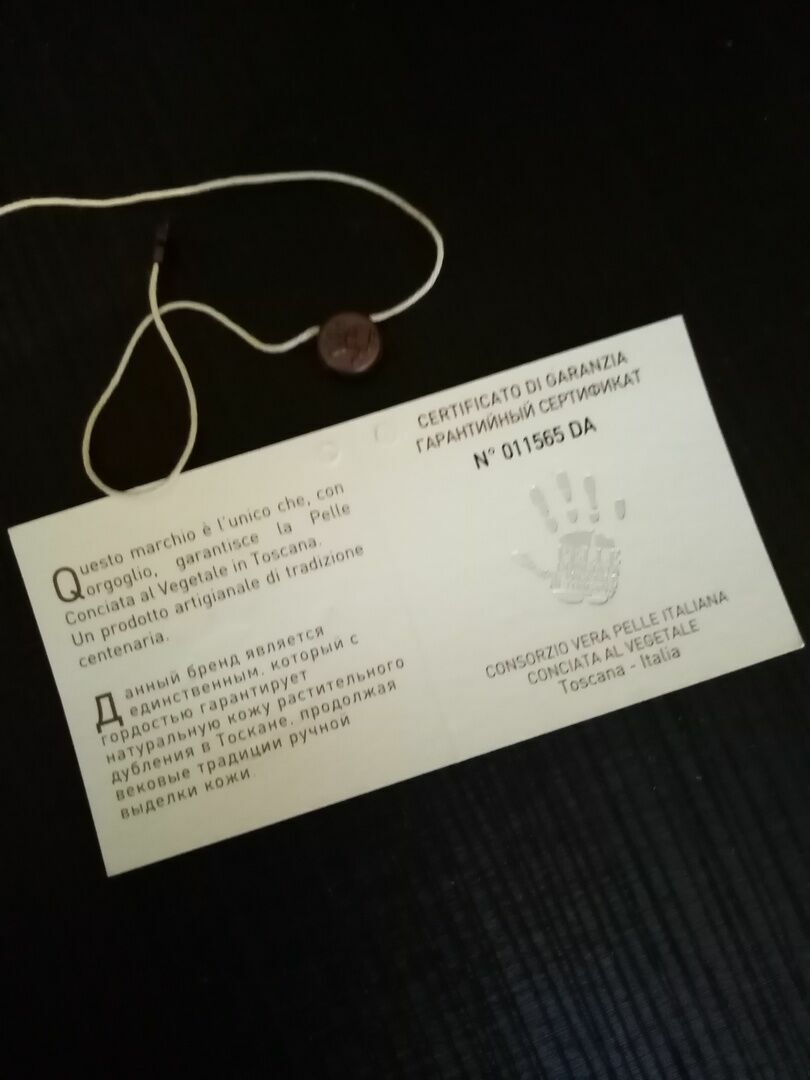 Questo marchio è l'unico che, con
orgoglio, garantisce la Pelle
Conciata al Vegetale in Toscana.
Un prodotto artigianale di tradizione
centenaria.
Данный бренд является
единственным, который с
гордостью гарантирует
натуральную кожу растительного
дубления в Тоскане, продолжая
вековые традиции ручной
выделки кожи.
CERTIFICATO DI GARANZIA
ГАРАНТИЙНЫЙ СЕРТИФИКАТ
N° 011565 DA
PELLE
CONSORZIO VERA PELLE ITALIANA
CONCIATA AL VEGETALE
Toscana - Italia